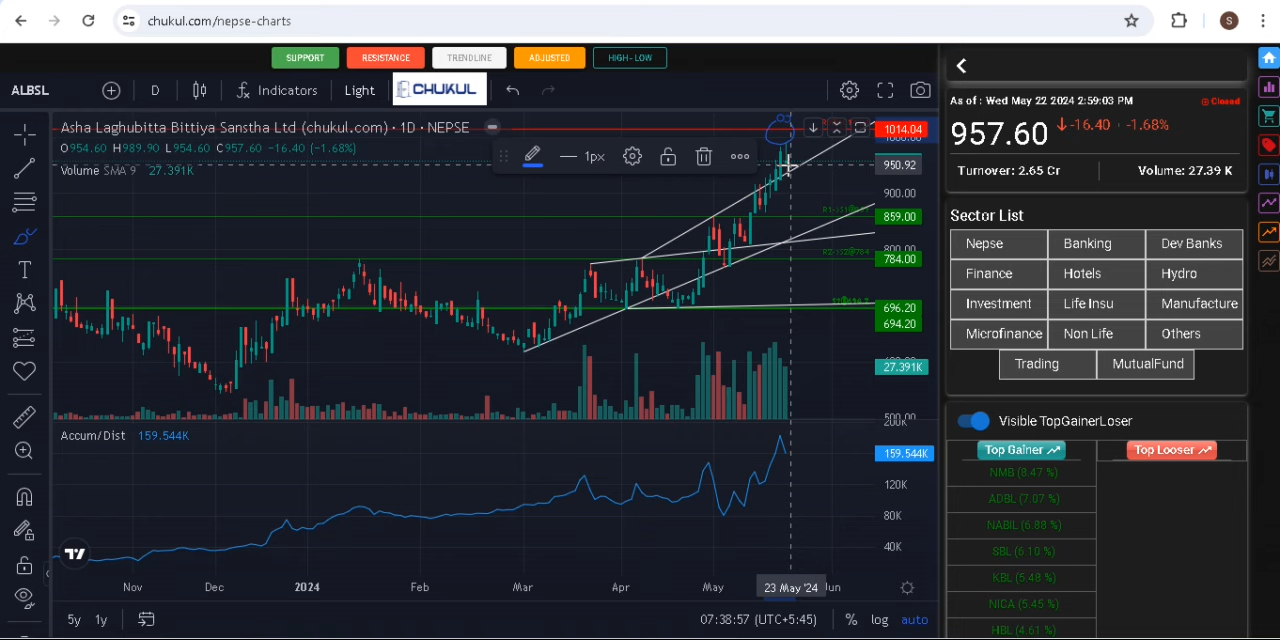 chukul.com/nepse-charts
S
SUPPORT RESISTANCE TRENDLINE ADJUSTED HIGH-LOW
ALBSL D Indicators Light CHUKUL
Asha Laghubitta Bittiya Sanstha Ltd (chukul.com) · 1D · NEPSE
O954.60 H989.90 L954.60 C957.60 -16.40 (-1.68%)
Volume SMA 9 27.391K
1px
1014.04
950.92
900.00
859.00
800.00
784.00
696.20
694.20
27.391K
500.00
Accum/Dist 159.544K
200K
159.544K
120K
80K
40K
Nov Dec 2024 Feb Mar Apr May 23 May '24 Jun
5y 1y 07:38:57 (UTC+5:45) % log auto
As of : Wed May 22 2024 2:59:03 PM Closed
957.60 -16.40 · -1.68%
Turnover: 2.65 Cr Volume: 27.39 K
Sector List
Nepse Banking Dev Banks
Finance Hotels Hydro
Investment Life Insu Manufacture
Microfinance Non Life Others
Trading MutualFund
Visible TopGainerLoser
Top Gainer Top Looser
NMB (8.47 %)
ADBL (7.07 %)
NABIL (6.88 %)
SBL (6.10 %)
KBL (5.48 %)
NICA (5.45 %)
HBL (4.61 %)